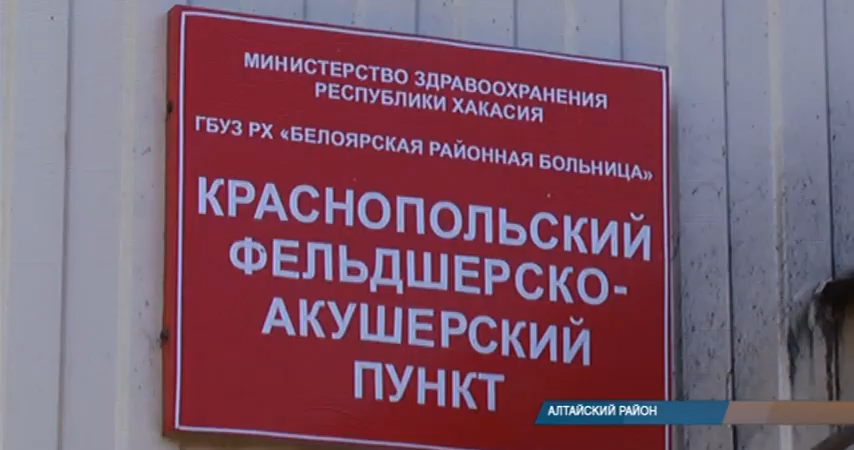 МИНИСТЕРСТВО ЗДРАВООХРАНЕНИЯ
РЕСПУБЛИКИ ХАКАСИЯ
ГБУЗ РХ «БЕЛОЯРСКАЯ РАЙОННАЯ БОЛЬНИЦА»
КРАСНОПОЛЬСКИЙ
ФЕЛЬДШЕРСКО-
АКУШЕРСКИЙ
ПУНКТ
АЛТАЙСКИЙ РАЙОН